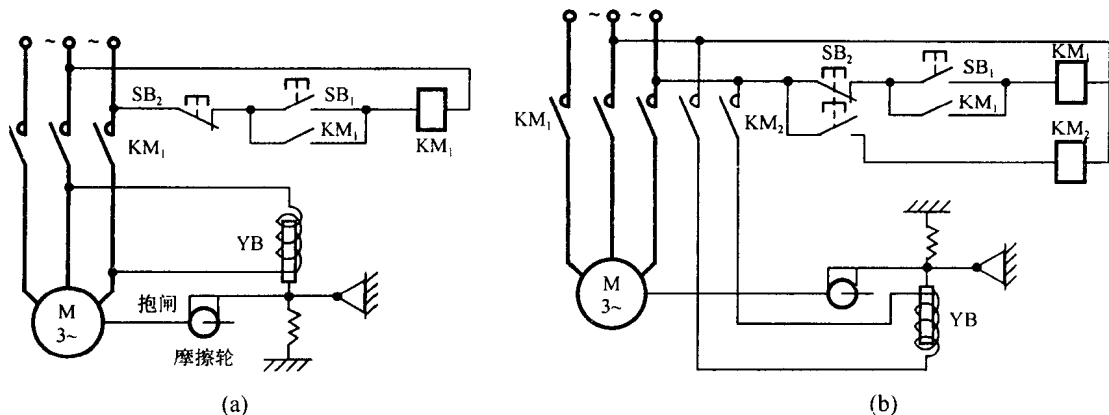 ~ ~
SB₂
SB₁
KM₁
KM₁
KM₁
YB
M
3~
抱闸
摩擦轮
(a)
~ ~
SB₂
KM₁
SB₁
KM₁
KM₂
KM₁
KM₂
M
3~
YB
(b)